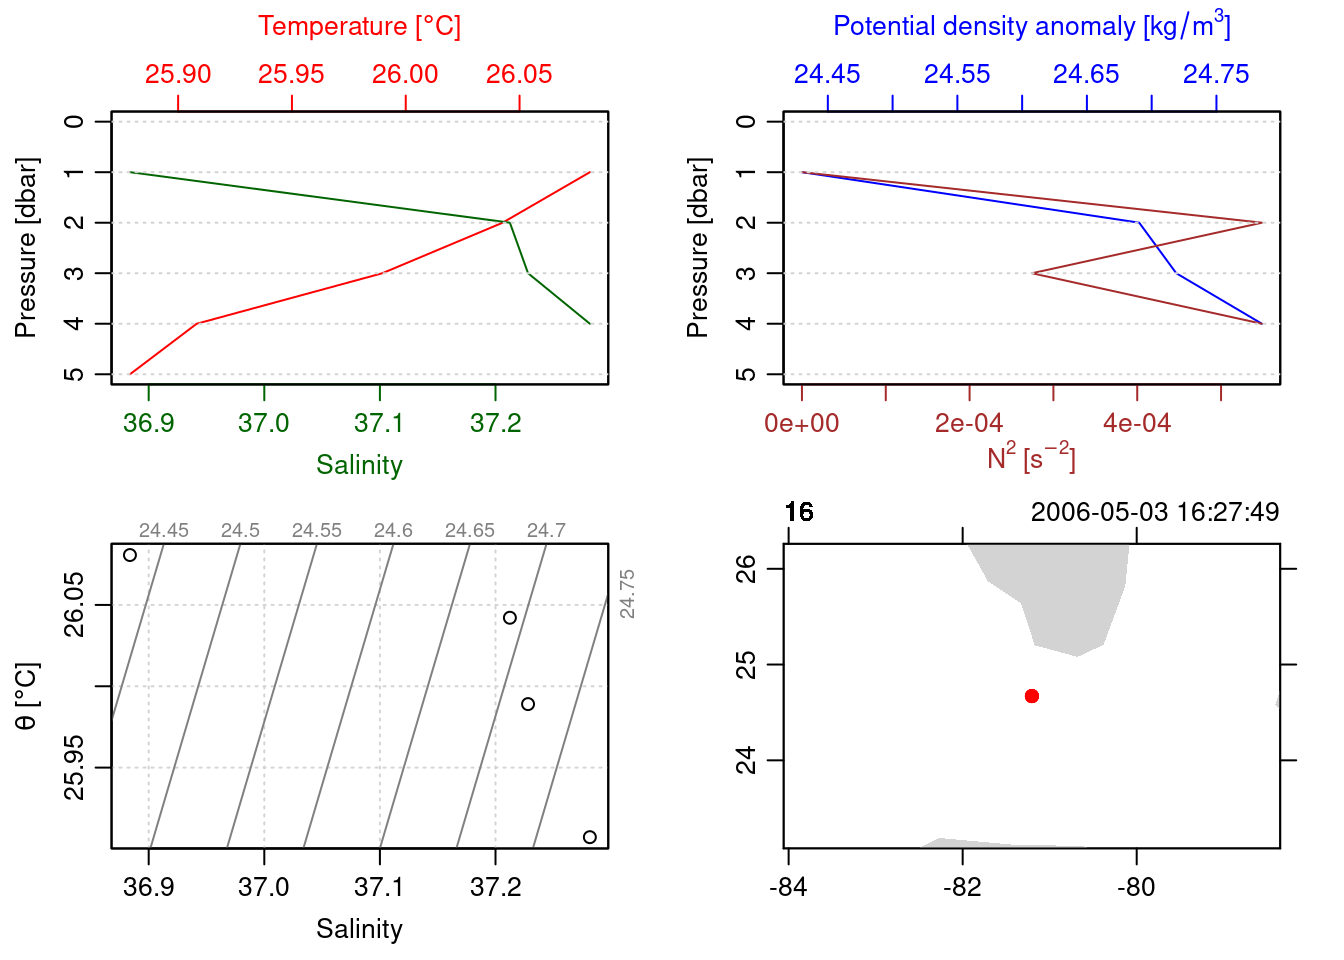 Temperature [°C]
25.90 25.95 26.00 26.05
Pressure [dbar]
0 1 2 3 4 5
36.9 37.0 37.1 37.2
Salinity
Potential density anomaly [kg/m³]
24.45 24.55 24.65 24.75
Pressure [dbar]
0 1 2 3 4 5
0e+00 2e-04 4e-04
N² [s⁻²]
24.45 24.5 24.55 24.6 24.65 24.7
24.75
θ [°C]
26.05
25.95
36.9 37.0 37.1 37.2
Salinity
16 2006-05-03 16:27:49
26
25
24
-84 -82 -80